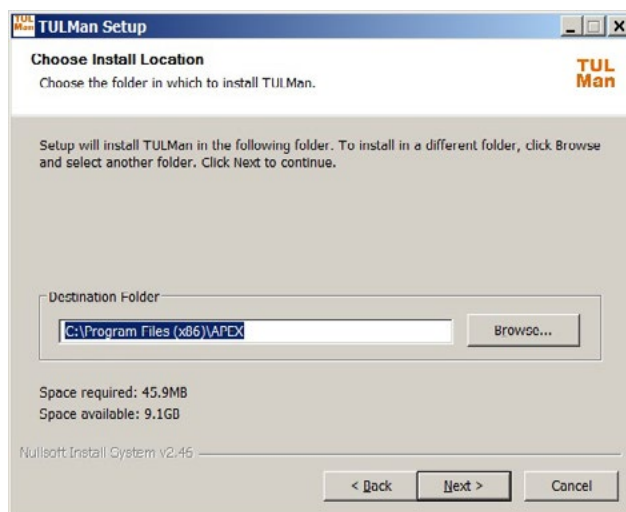 TUL
Man
TULMan Setup
Choose Install Location
Choose the folder in which to install TULMan.
TUL
Man
Setup will install TULMan in the following folder. To install in a different folder, click Browse
and select another folder. Click Next to continue.
Destination Folder
C:\Program Files (x86)\APEX
Browse...
Space required: 45.9MB
Space available: 9.1GB
Nullsoft Install System v2.46
< Back
Next >
Cancel